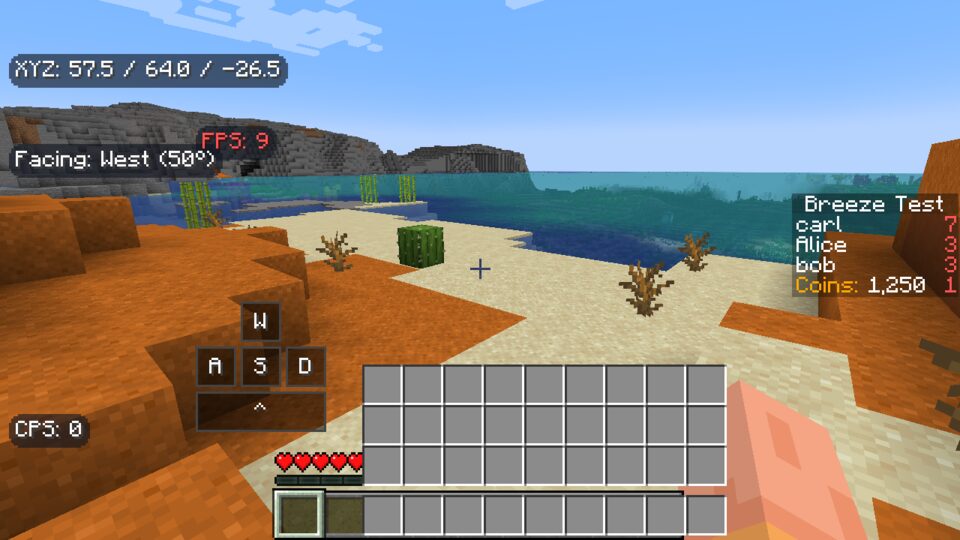 XYZ: 57.5 / 64.0 / -26.5
FPS: 9
Facing: West (50°)
Breeze Test
carl 7
Alice 3
bob 3
Coins: 1,250 1
W
A S D
^
CPS: 0